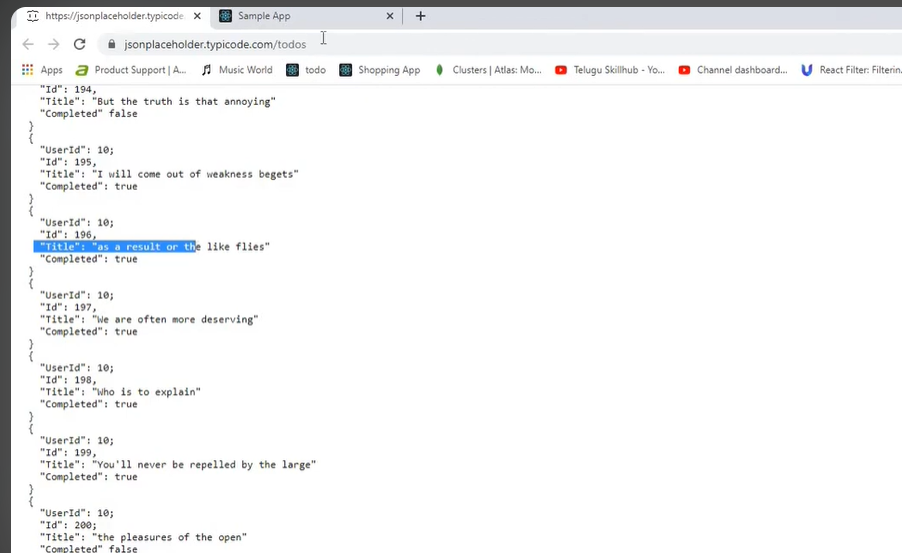 https://jsonplaceholder.typicode.
Sample App
jsonplaceholder.typicode.com/todos
Apps
Product Support | A...
Music World
todo
Shopping App
Clusters | Atlas: Mo...
Telugu Skillhub - Yo...
Channel dashboard...
React Filter: Filterin..
"Id": 194,
"Title": "But the truth is that annoying"
"Completed" false
}
{
"UserId": 10;
"Id": 195,
"Title": "I will come out of weakness begets"
"Completed": true
}
{
"UserId": 10;
"Id": 196,
"Title": "as a result or the like flies"
"Completed": true
}
{
"UserId": 10;
"Id": 197,
"Title": "We are often more deserving"
"Completed": true
}
{
"UserId": 10;
"Id": 198,
"Title": "Who is to explain"
"Completed": true
}
{
"UserId": 10;
"Id": 199,
"Title": "You'll never be repelled by the large"
"Completed": true
}
{
"UserId": 10;
"Id": 200;
"Title": "the pleasures of the open"
"Completed" false